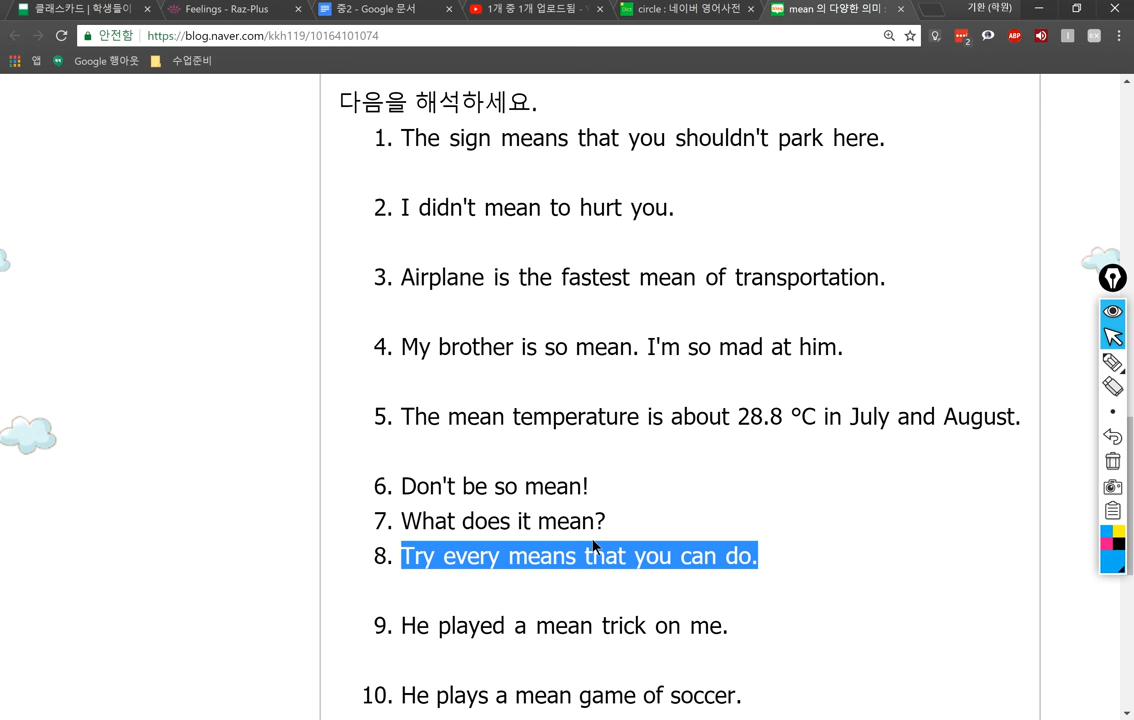 클래스카드 | 학생들이
Feelings - Raz-Plus
중2 - Google 문서
1개 중 1개 업로드됨 -
circle : 네이버 영어사전
mean 의 다양한 의미 :
기환 (학원)
안전함
https://blog.naver.com/kkh119/10164101074
2
ABP
앱
Google 행아웃
수업준비
다음을 해석하세요.
1. The sign means that you shouldn't park here.
2. I didn't mean to hurt you.
3. Airplane is the fastest mean of transportation.
4. My brother is so mean. I'm so mad at him.
5. The mean temperature is about 28.8 °C in July and August.
6. Don't be so mean!
7. What does it mean?
8. Try every means that you can do.
9. He played a mean trick on me.
10. He plays a mean game of soccer.